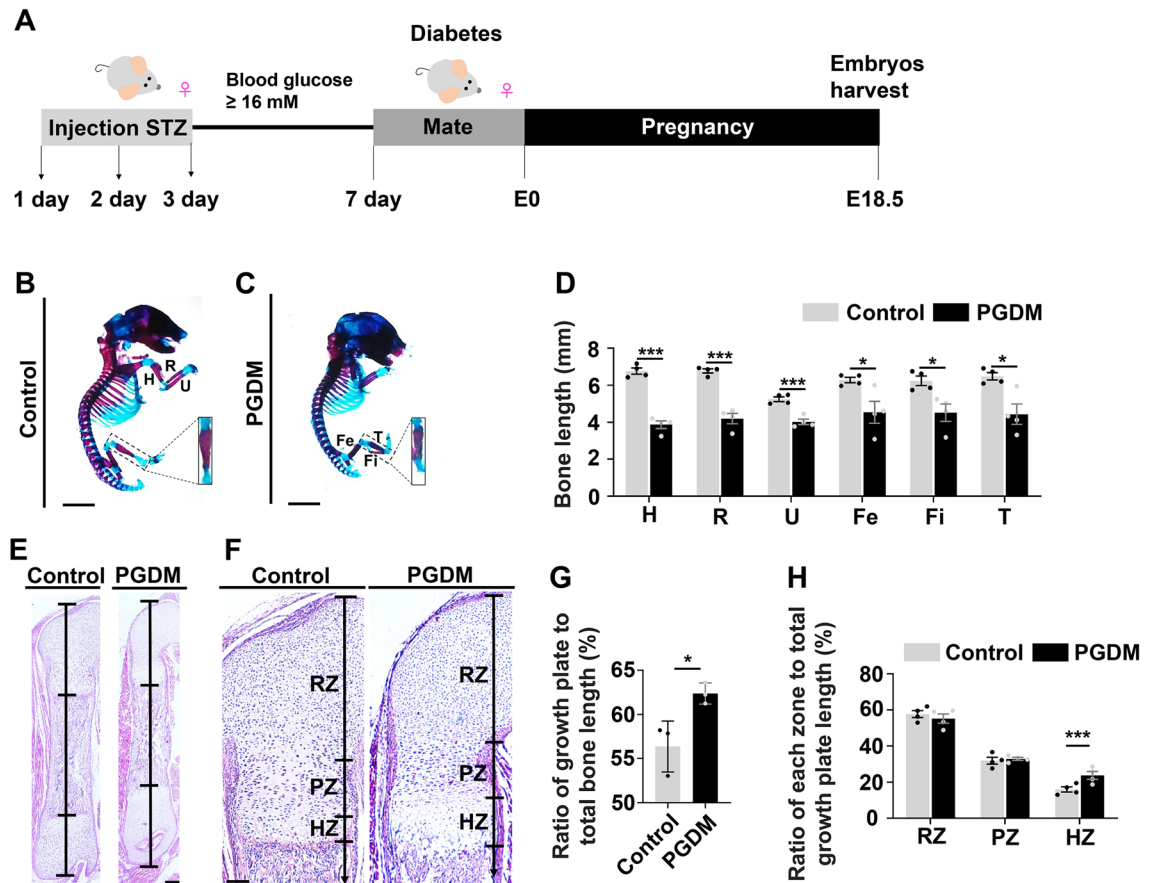 A
Diabetes
Embryos
harvest
Blood glucose
≥ 16 mM
♀
♀
Injection STZ
Mate
Pregnancy
1 day
2 day
3 day
7 day
E0
E18.5
B
Control
H
R
U
C
PGDM
Fe
T
Fi
D
Control
PGDM
Bone length (mm)
8
6
4
2
0
***
***
***
*
*
*
H
R
U
Fe
Fi
T
E
Control
PGDM
F
Control
PGDM
RZ
PZ
HZ
RZ
PZ
HZ
G
Ratio of growth plate to
total bone length (%)
65
60
55
50
*
Control
PGDM
H
Control
PGDM
Ratio of each zone to total
growth plate length (%)
80
60
40
20
0
***
RZ
PZ
HZ